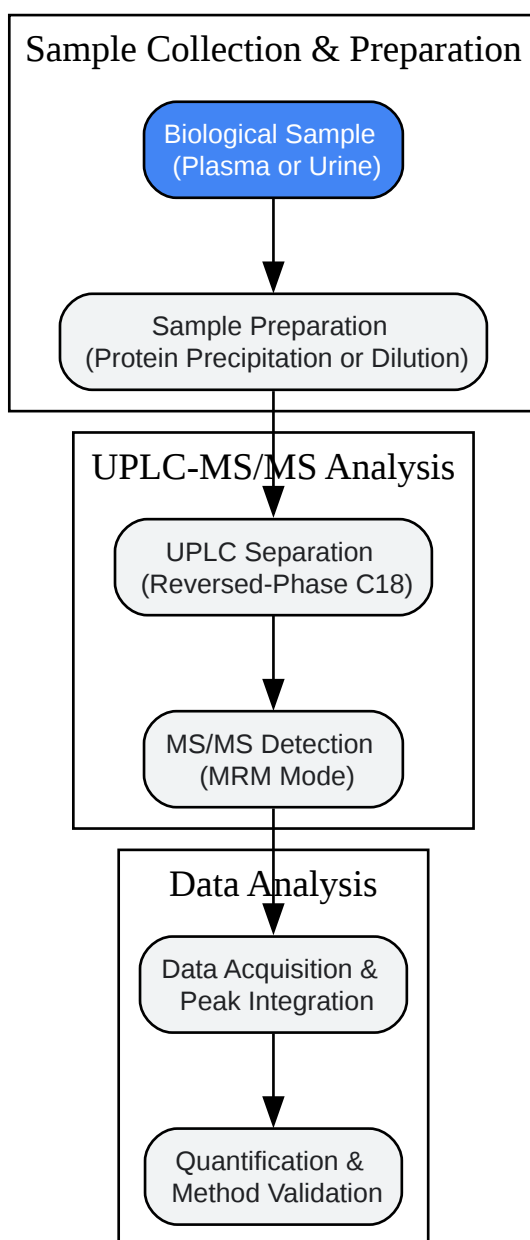 Sample Collection & Preparation
Biological Sample
(Plasma or Urine)
Sample Preparation
(Protein Precipitation or Dilution)
UPLC-MS/MS Analysis
UPLC Separation
(Reversed-Phase C18)
MS/MS Detection
(MRM Mode)
Data Analysis
Data Acquisition &
Peak Integration
Quantification &
Method Validation